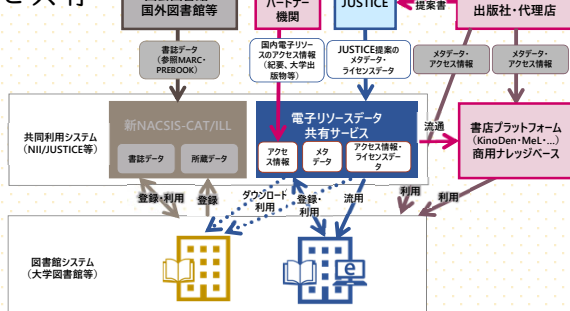 国外図書館等
パートナー
機関
JUSTICE
提案書
出版社・代理店
書誌データ
(参照MARC・
PREBOOK)
国内電子リソー
スのアクセス情報
(紀要、大学出
版物等)
JUSTICE提案の
メタデータ・
ライセンスデータ
メタデータ・
アクセス情報
メタデータ・
アクセス情報
共同利用システム
(NII/JUSTICE等)
新NACSIS-CAT/ILL
書誌データ
所蔵データ
電子リソースデータ
共有サービス
アクセ
ス情報
メタ
データ
アクセス情報・
ライセンスデー
タ
流通
書店プラットフォーム
(KinoDen・MeL・...)
商用ナレッジベース
登録・利用
登録
ダウンロード
利用
登録・
利用
流用
利用
利用
図書館システム
(大学図書館等)
e